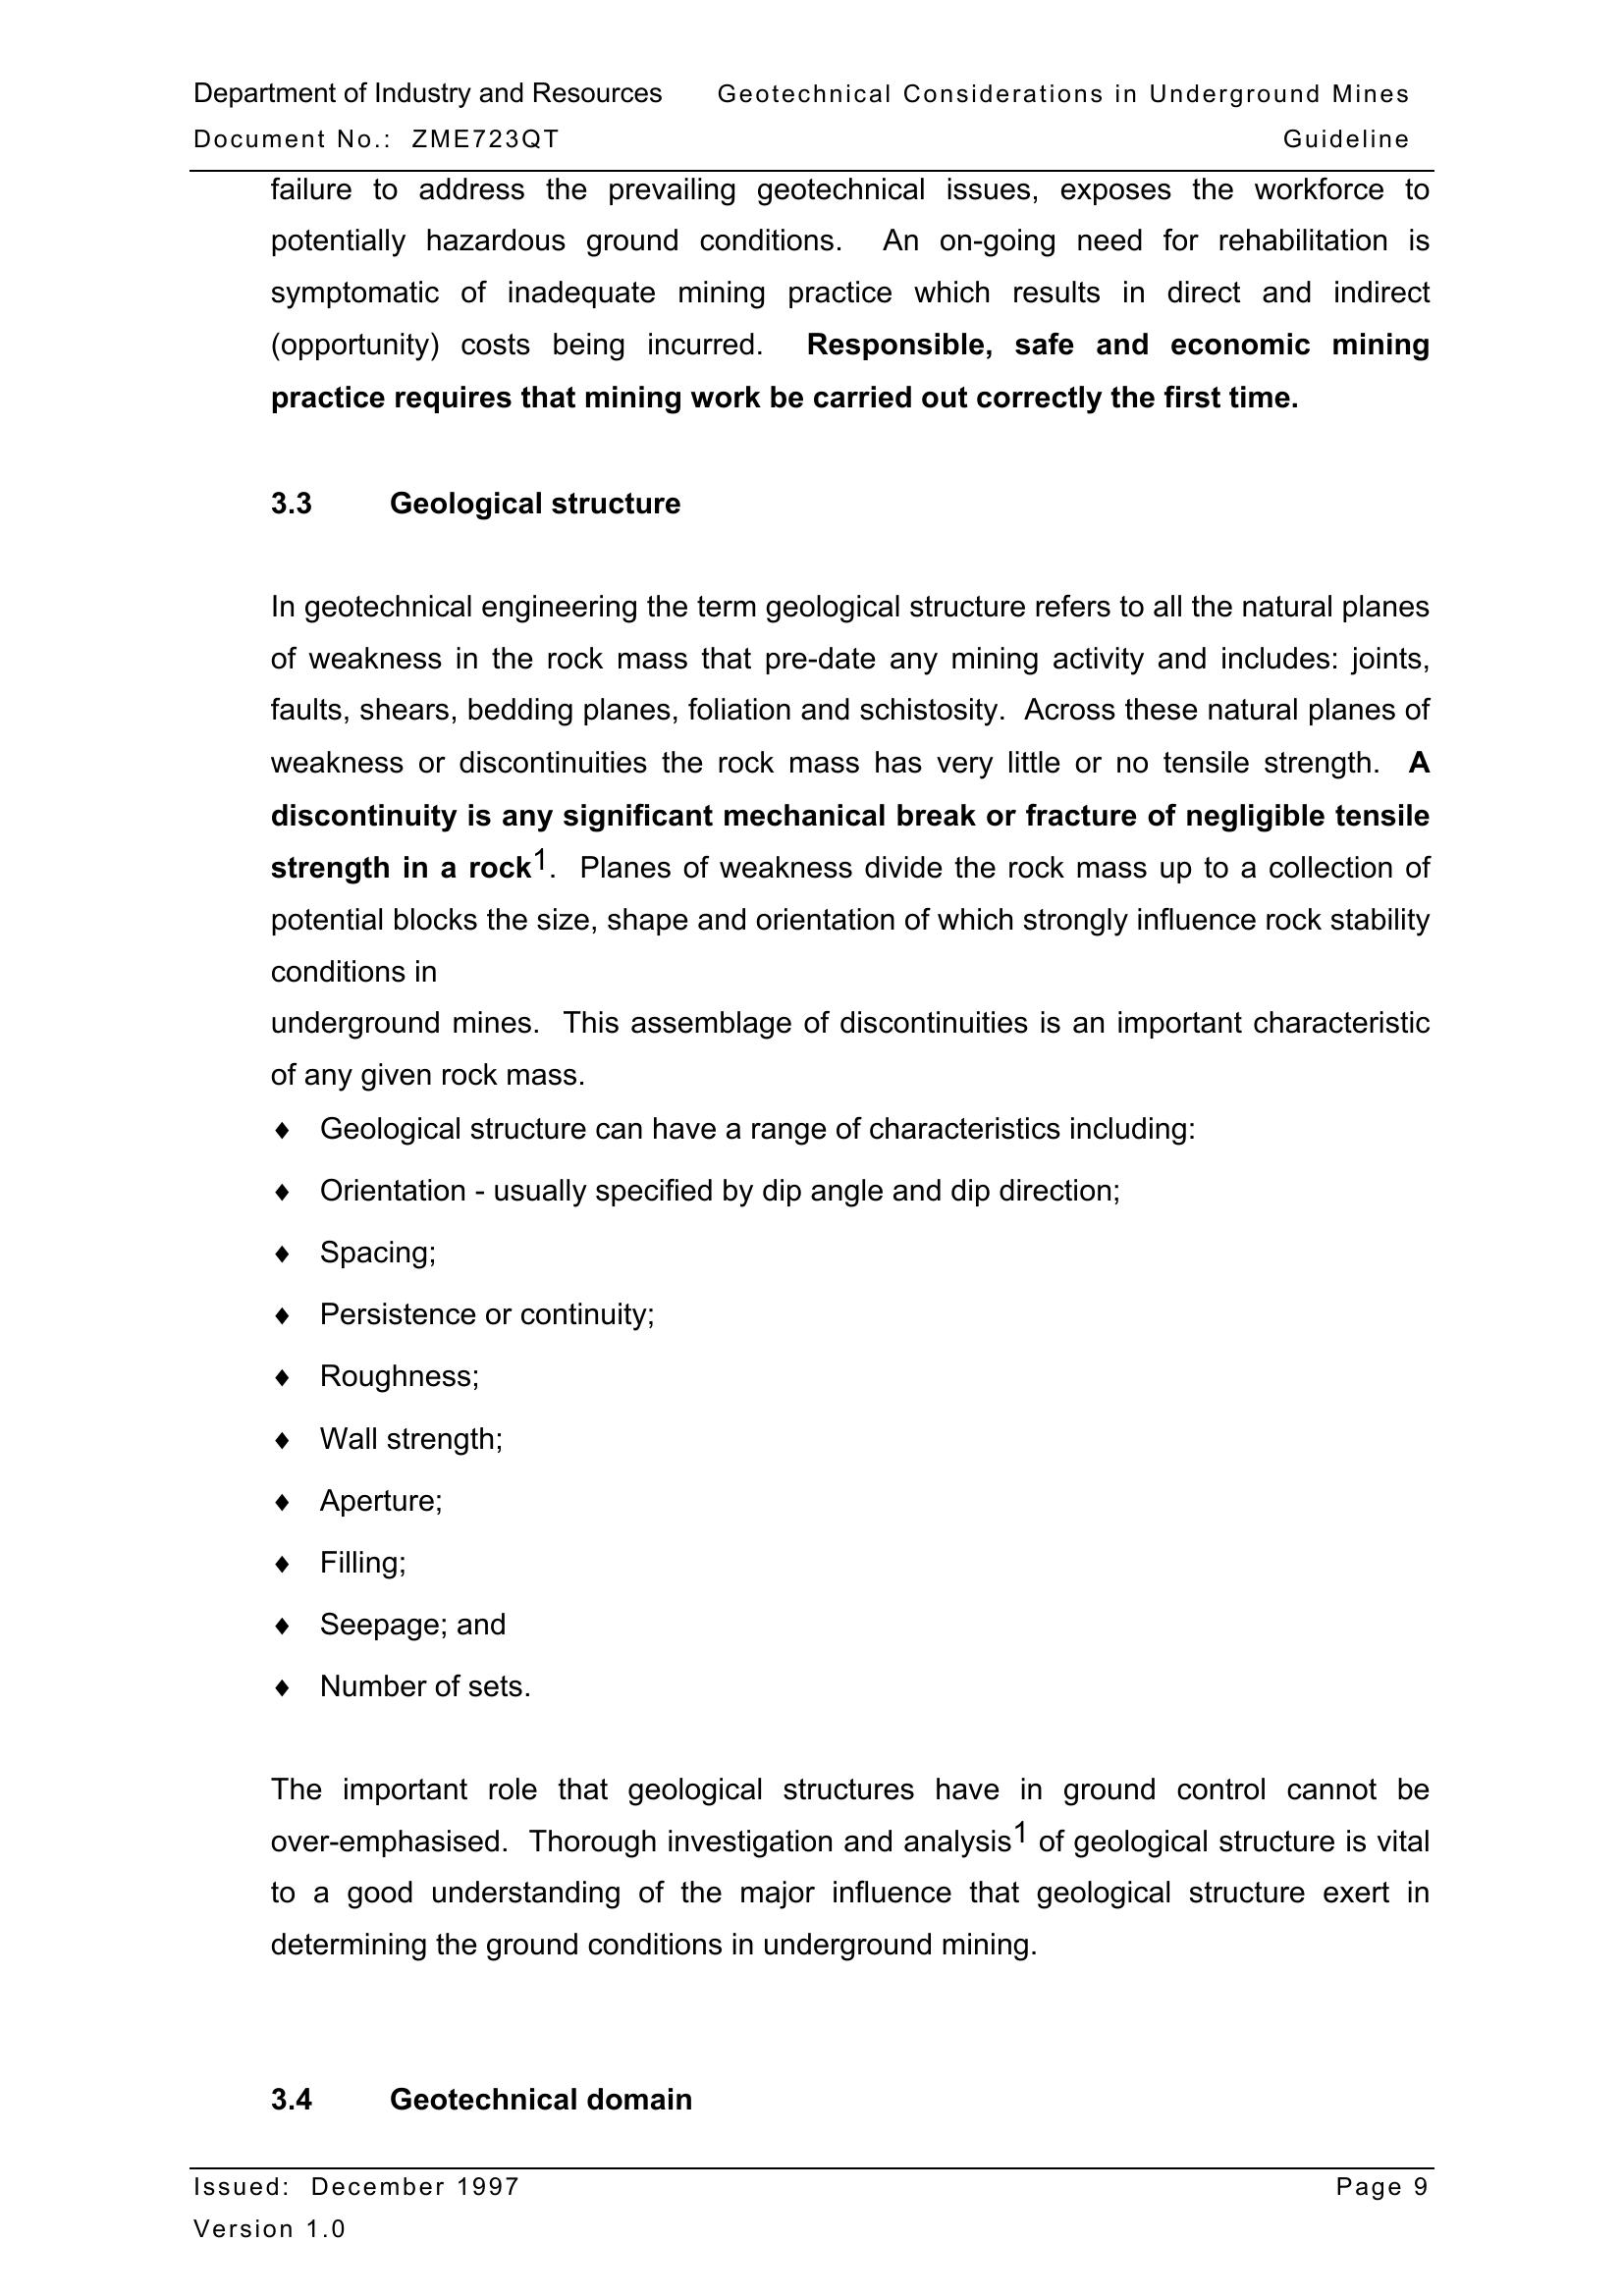 Department of Industry and Resources Geotechnical Considerations in Underground Mines
Document No.: ZME723QT Guideline
failure to address the prevailing geotechnical issues, exposes the workforce to
potentially hazardous ground conditions. An on-going need for rehabilitation is
symptomatic of inadequate mining practice which results in direct and indirect
(opportunity) costs being incurred. Responsible, safe and economic mining
practice requires that mining work be carried out correctly the first time.
3.3 Geological structure
In geotechnical engineering the term geological structure refers to all the natural planes
of weakness in the rock mass that pre-date any mining activity and includes: joints,
faults, shears, bedding planes, foliation and schistosity. Across these natural planes of
weakness or discontinuities the rock mass has very little or no tensile strength. A
discontinuity is any significant mechanical break or fracture of negligible tensile
strength in a rock1. Planes of weakness divide the rock mass up to a collection of
potential blocks the size, shape and orientation of which strongly influence rock stability
conditions in
underground mines. This assemblage of discontinuities is an important characteristic
of any given rock mass.
♦ Geological structure can have a range of characteristics including:
♦ Orientation - usually specified by dip angle and dip direction;
♦ Spacing;
♦ Persistence or continuity;
♦ Roughness;
♦ Wall strength;
♦ Aperture;
♦ Filling;
♦ Seepage; and
♦ Number of sets.
The important role that geological structures have in ground control cannot be
over-emphasised. Thorough investigation and analysis1 of geological structure is vital
to a good understanding of the major influence that geological structure exert in
determining the ground conditions in underground mining.
3.4 Geotechnical domain
Issued: December 1997 Page 9
Version 1.0